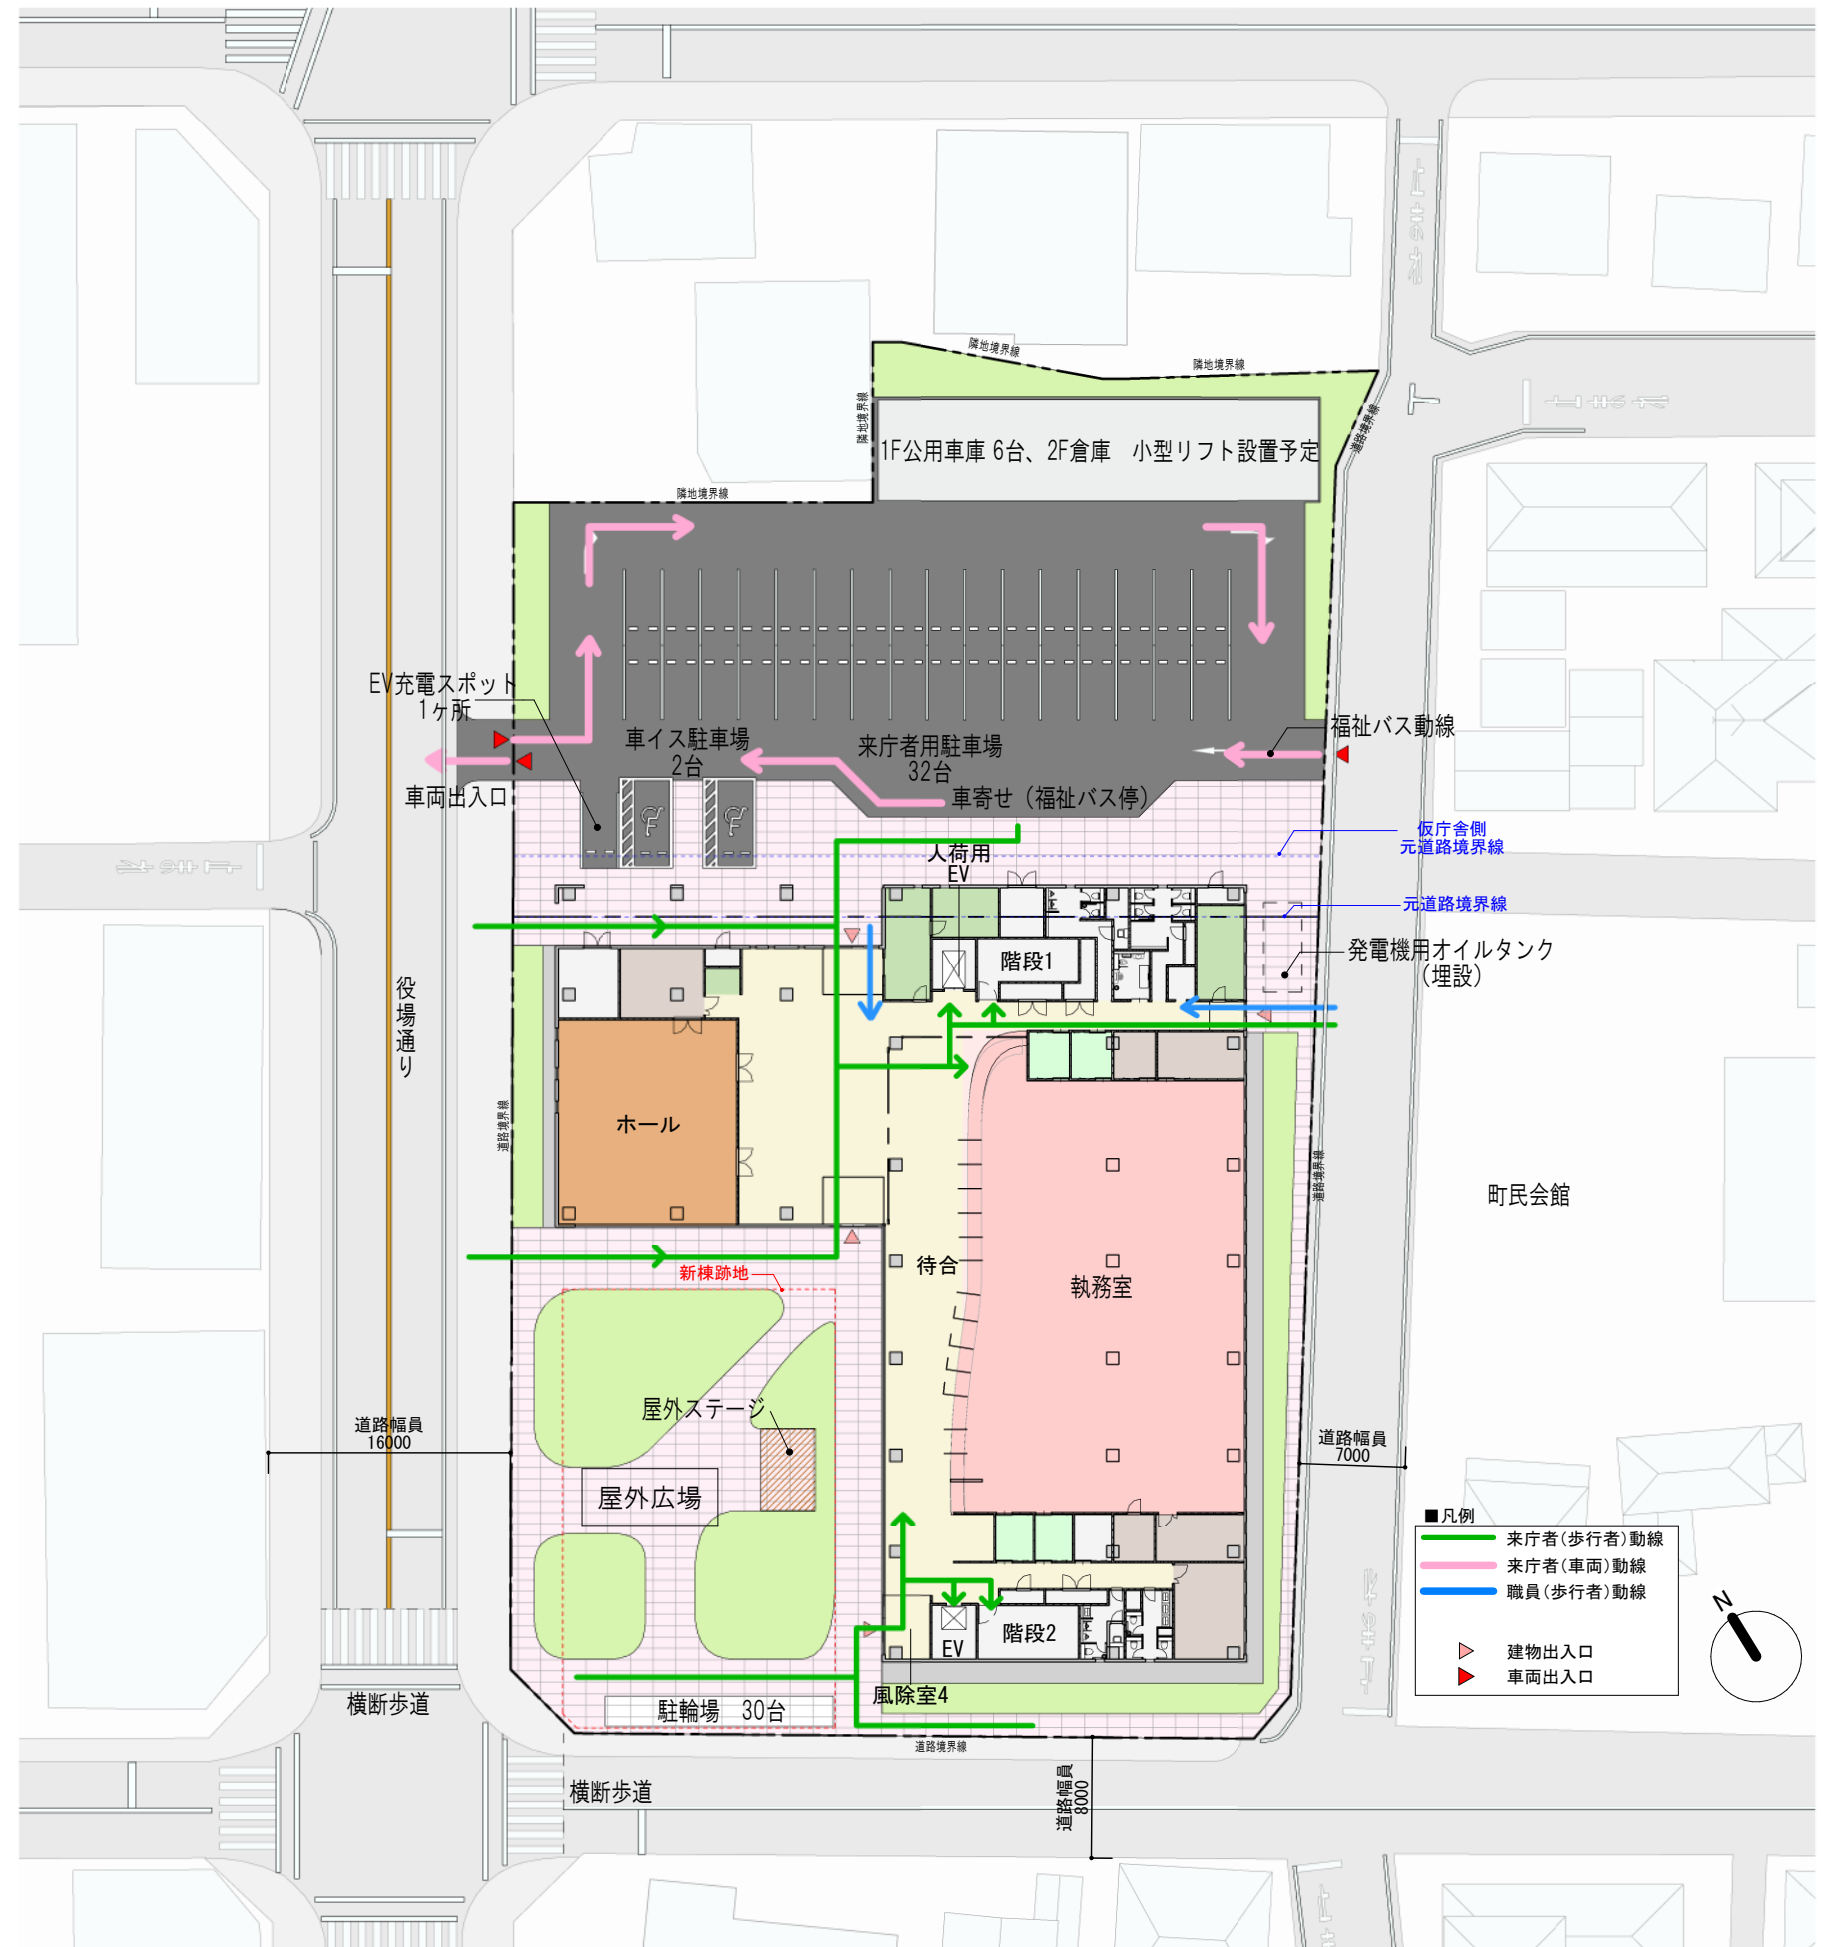 止まれ
隣地境界線
隣地境界線
隣地境界線
道路境界線
止まれ
1F公用車庫 6台、2F倉庫　小型リフト設置予定
隣地境界線
EV充電スポット
1ヶ所
車イス駐車場
2台
来庁者用駐車場
32台
福祉バス動線
車両出入口
車寄せ（福祉バス停）
仮庁舎側
元道路境界線
人荷用
EV
止まれ
元道路境界線
階段1
発電機用オイルタンク
（埋設）
役場通り
道路境界線
ホール
道路境界線
町民会館
待合
執務室
新棟跡地
屋外ステージ
道路幅員
16000
道路幅員
7000
屋外広場
■凡例
来庁者(歩行者)動線
来庁者(車両)動線
職員(歩行者)動線
建物出入口
車両出入口
N
止まれ
EV
階段2
風除室4
駐輪場　30台
横断歩道
道路境界線
横断歩道
道路幅員
8000